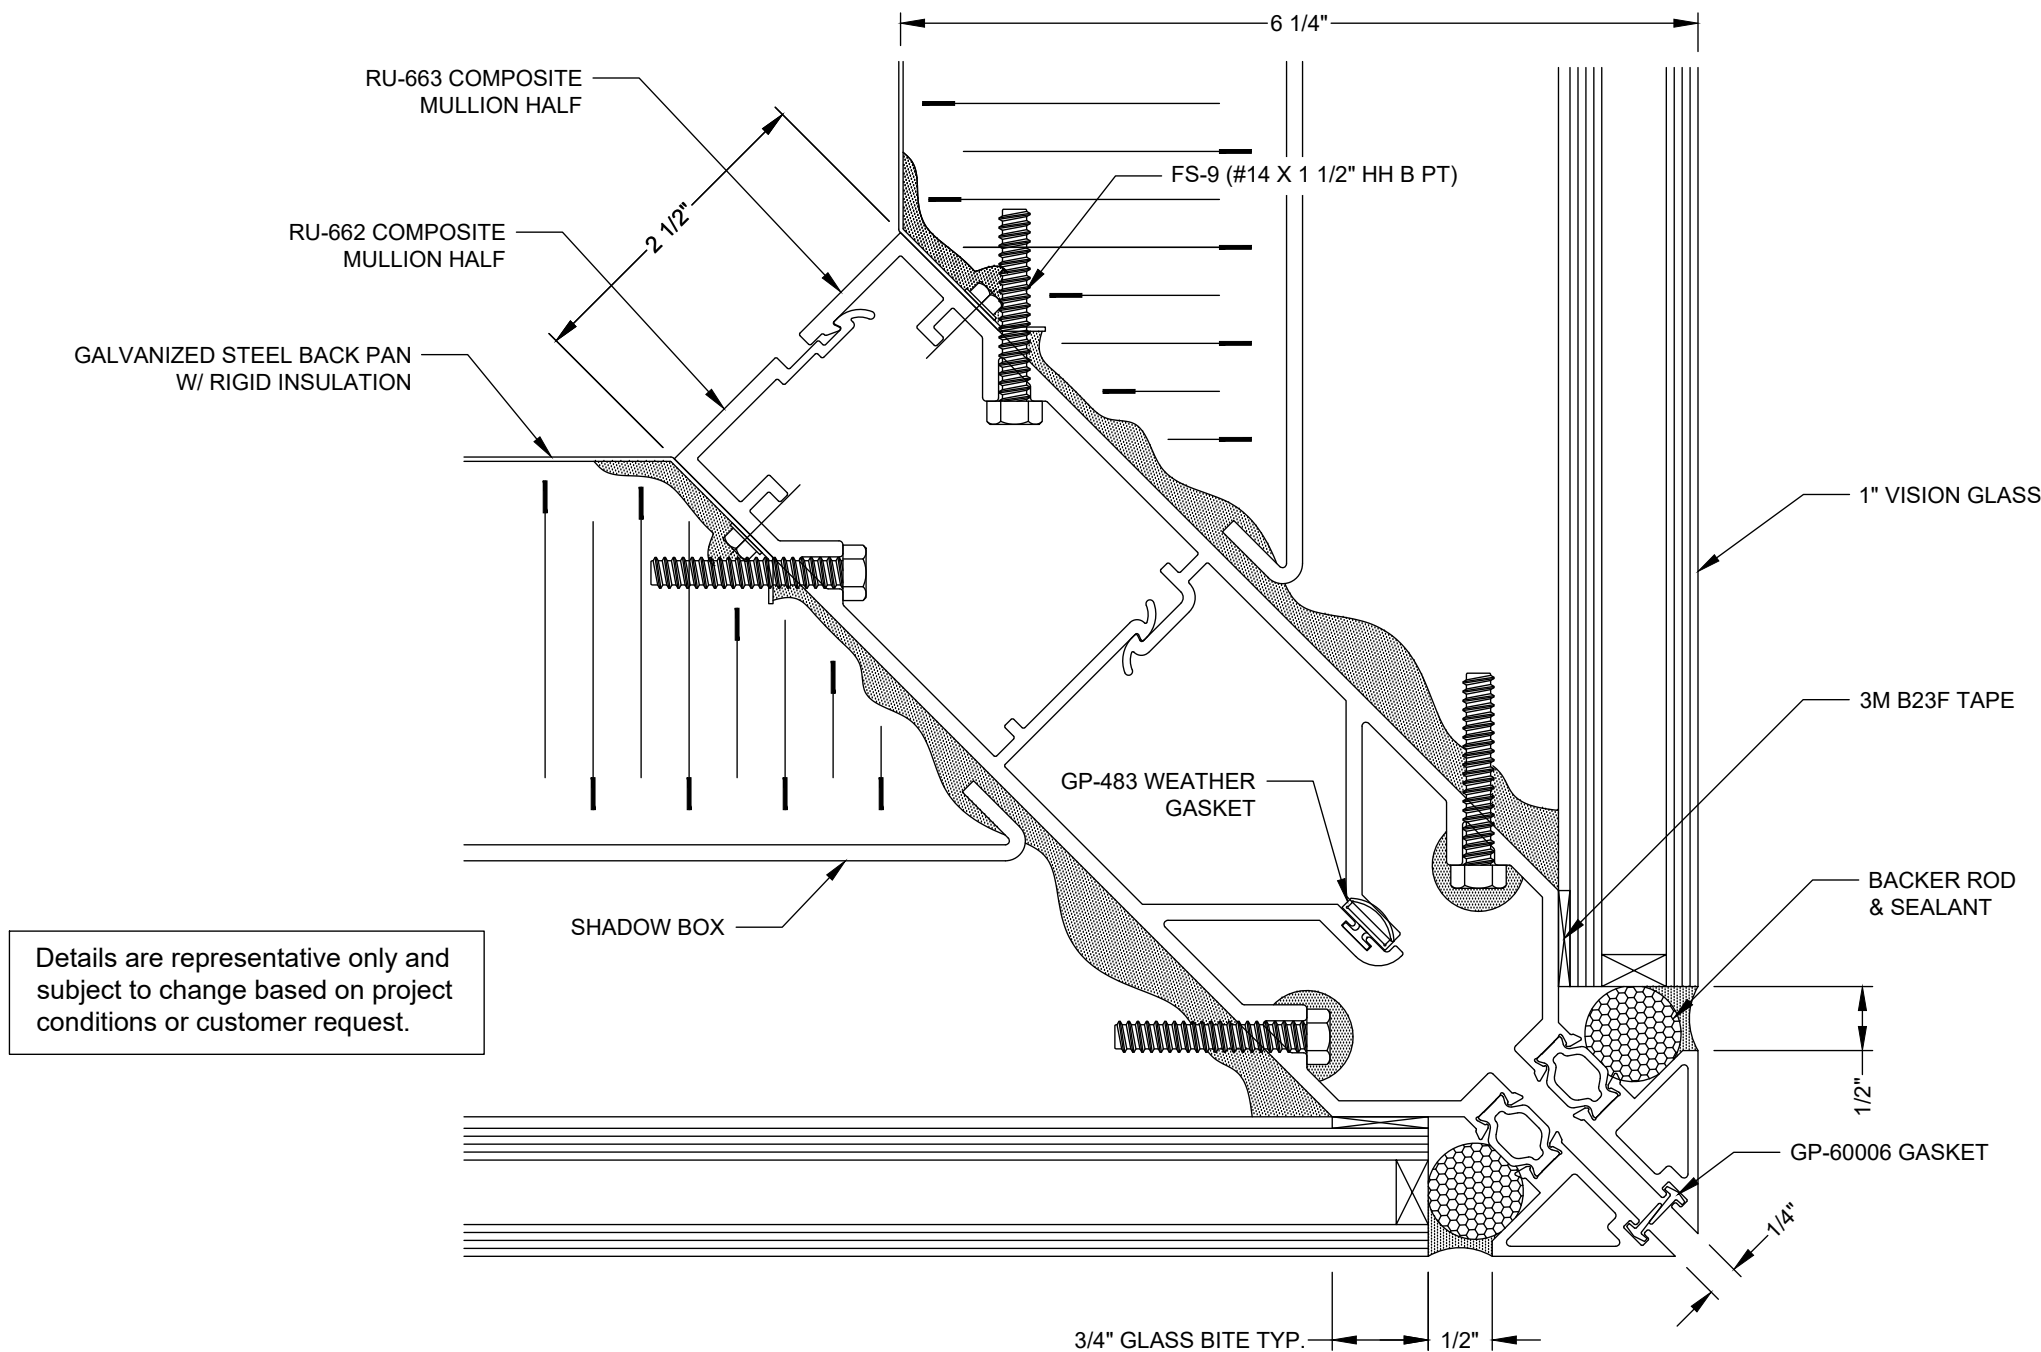 6 1/4"
RU-663 COMPOSITE
MULLION HALF
FS-9 (#14 X 1 1/2" HH B PT)
2 1/2"
RU-662 COMPOSITE
MULLION HALF
GALVANIZED STEEL BACK PAN
W/ RIGID INSULATION
1" VISION GLASS
3M B23F TAPE
GP-483 WEATHER
GASKET
BACKER ROD
& SEALANT
SHADOW BOX
Details are representative only and
subject to change based on project
conditions or customer request.
1/2"
GP-60006 GASKET
1/4"
3/4" GLASS BITE TYP.
1/2"